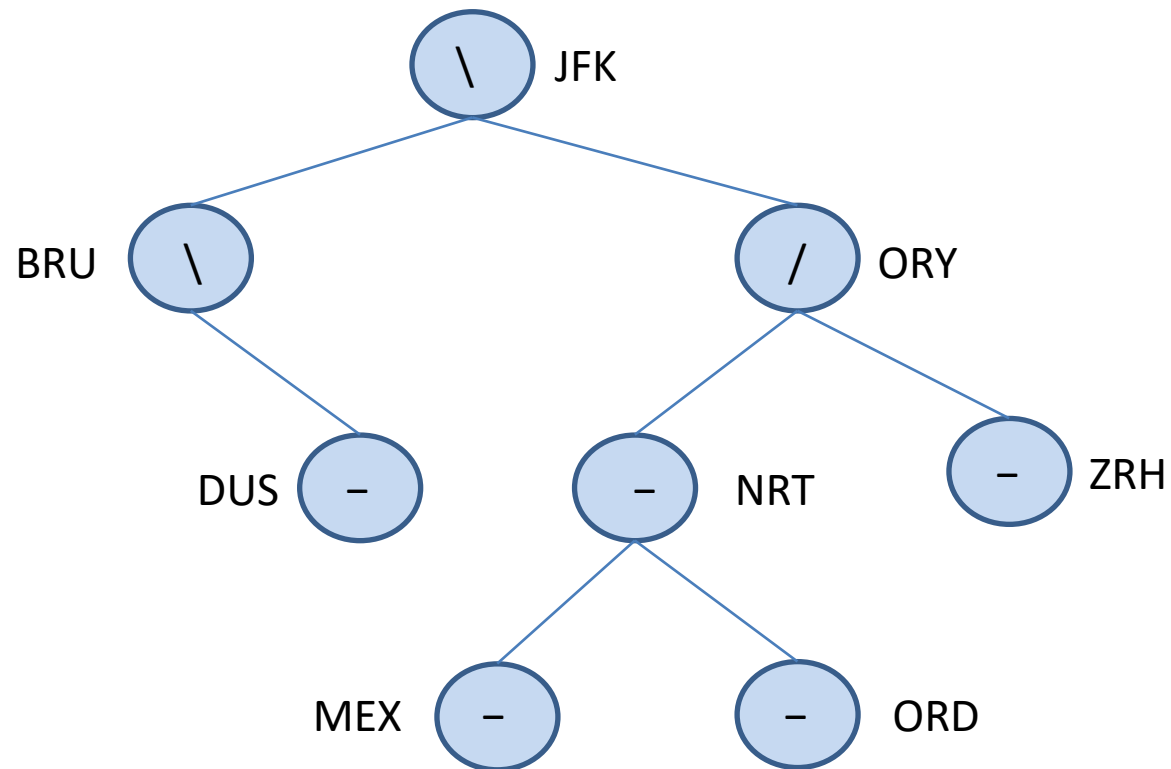 \ JFK
BRU \ / ORY
DUS – – NRT – ZRH
MEX – – ORD